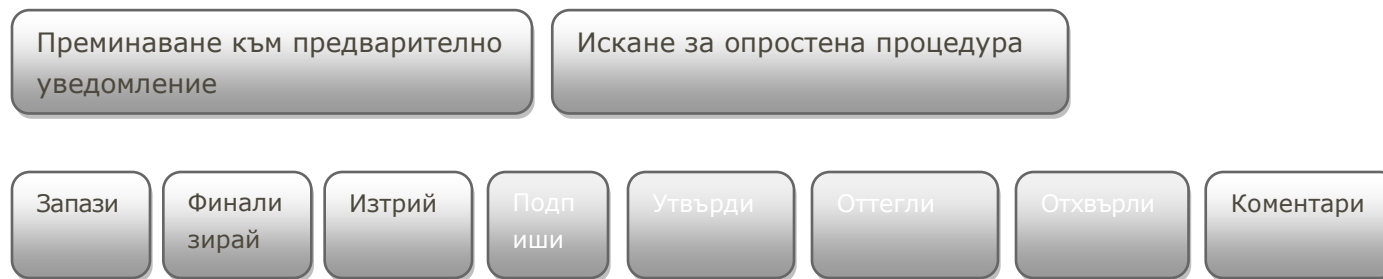 Преминаване към предварително
уведомление
Искане за опростена процедура
Запази
Финали
зирай
Изтрий
Подп
иши
Утвърди
Оттегли
Отхвърли
Коментари